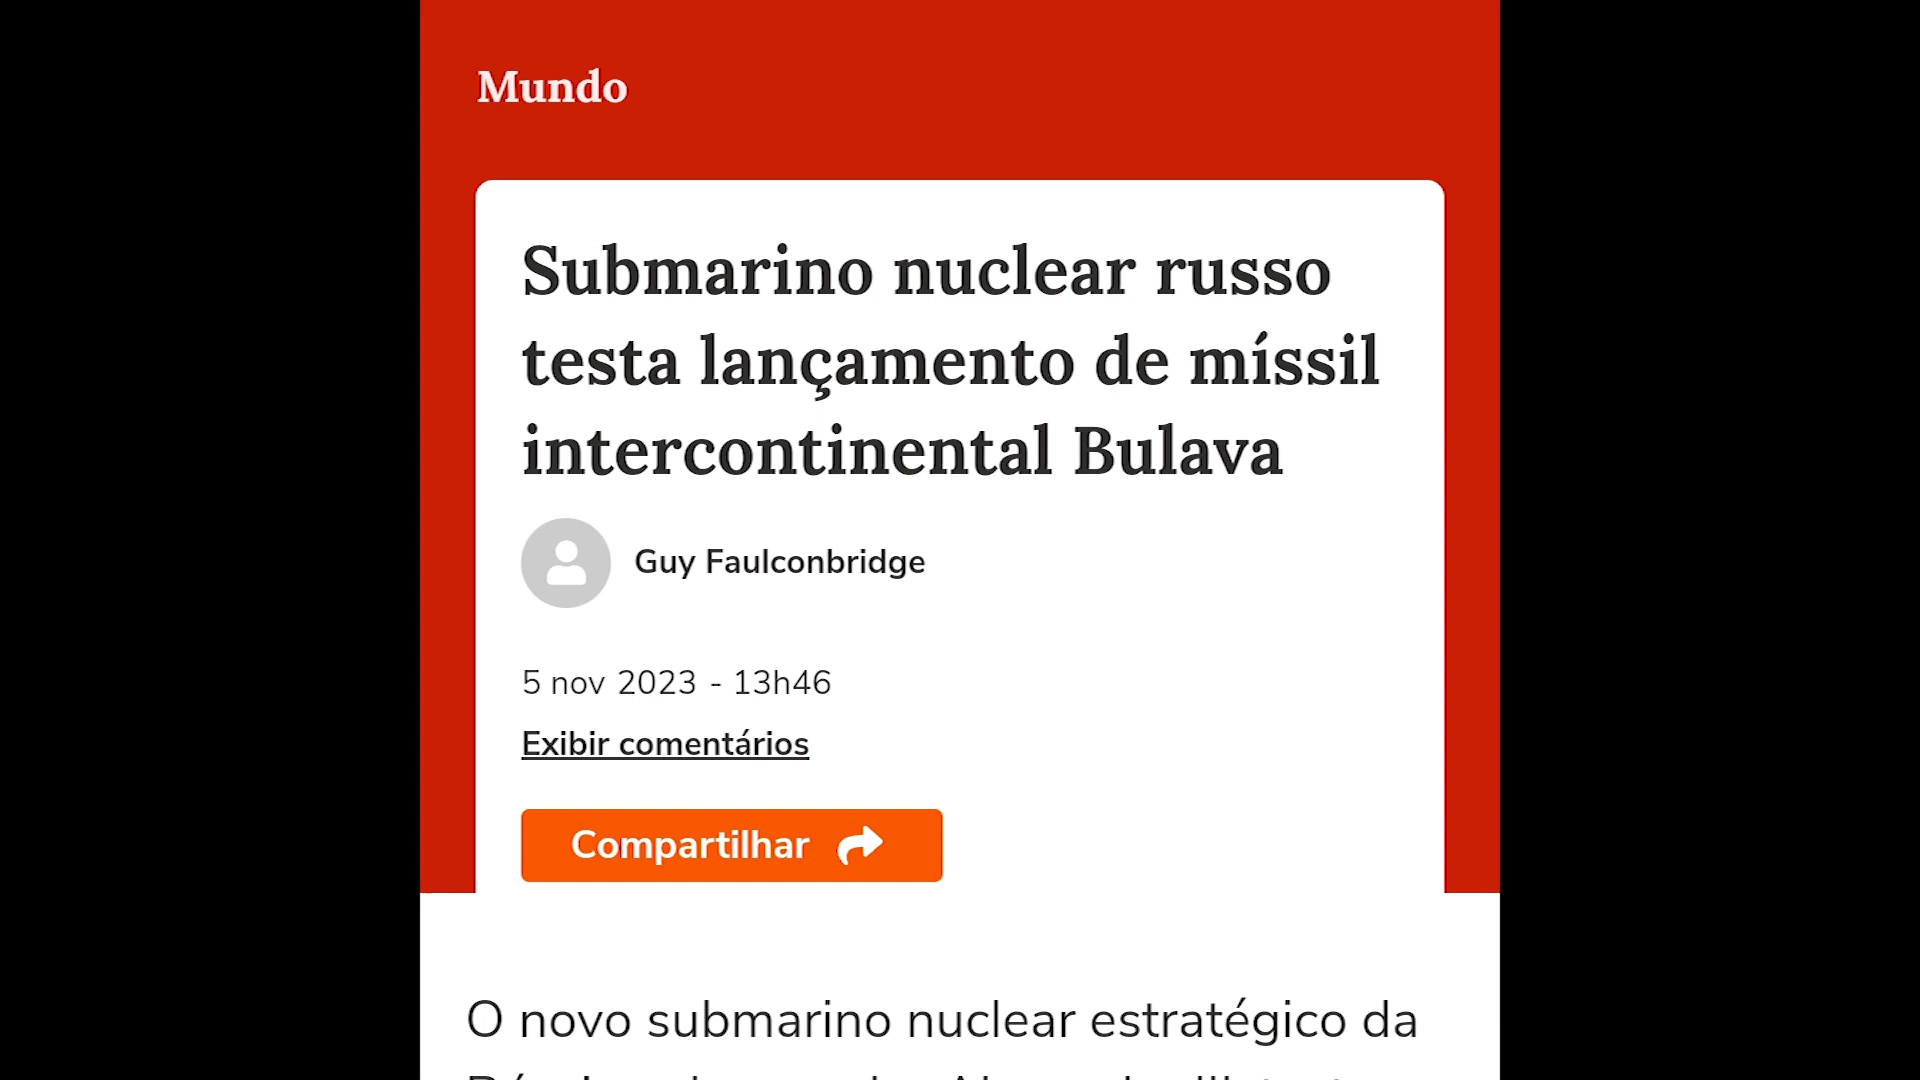 Mundo
Submarino nuclear russo
testa lançamento de míssil
intercontinental Bulava
Guy Faulconbridge
5 nov 2023 - 13h46
Exibir comentários
Compartilhar
O novo submarino nuclear estratégico da